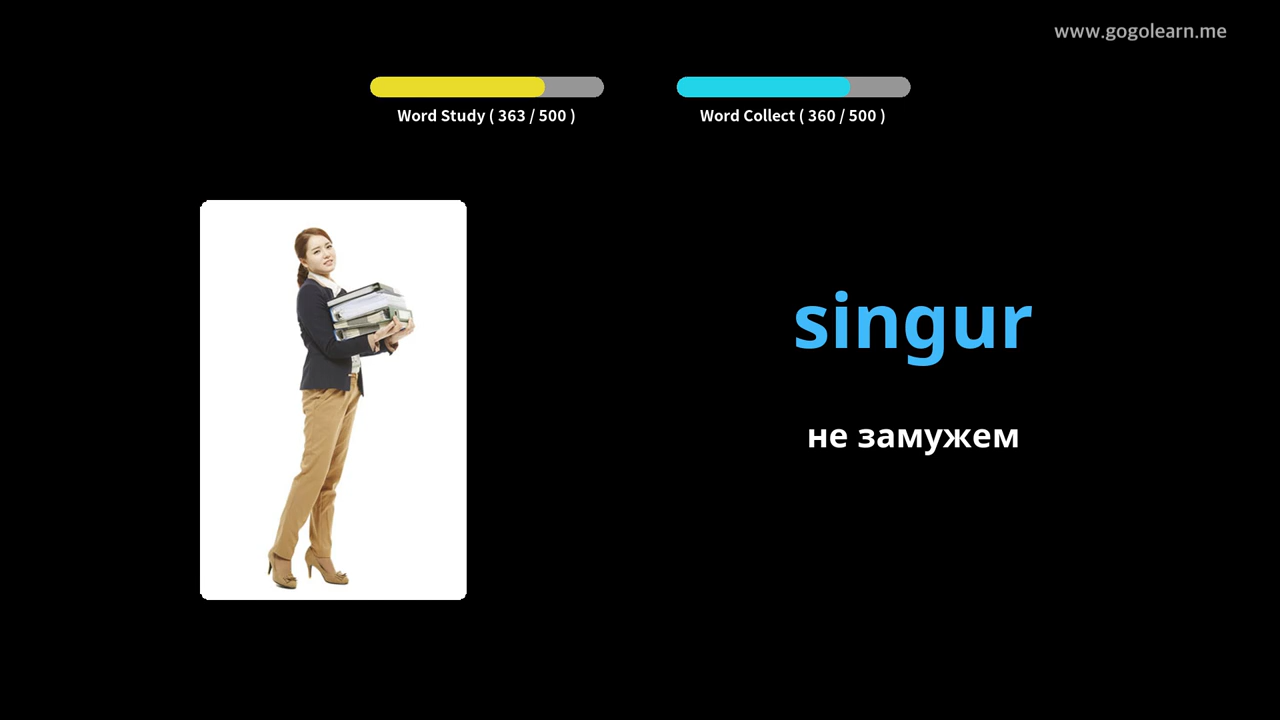 www.gogolearn.me
Word Study ( 363 / 500 )
Word Collect ( 360 / 500 )
singur
не замужем